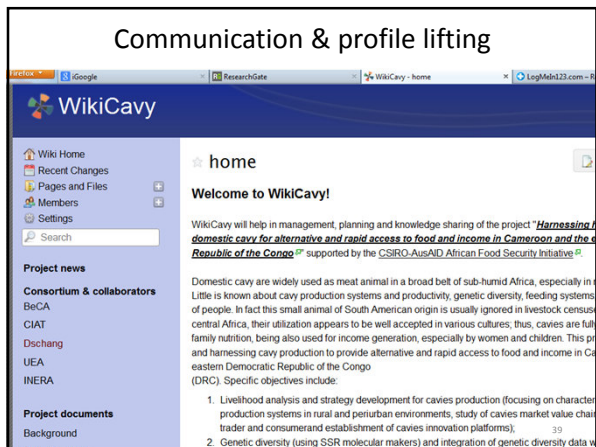 Communication & profile lifting
Firefox
iGoogle
ResearchGate
WikiCavy - home
LogMeIn123.com – R
WikiCavy
Wiki Home
Recent Changes
Pages and Files
Members
Settings
Search
Project news
Consortium & collaborators
BeCA
CIAT
Dschang
UEA
INERA
Project documents
Background
home
Welcome to WikiCavy!
WikiCavy will help in management, planning and knowledge sharing of the project "Harnessing
domestic cavy for alternative and rapid access to food and income in Cameroon and the e
Republic of the Congo supported by the CSIRO-AusAID African Food Security Initiative.
Domestic cavy are widely used as meat animal in a broad belt of sub-humid Africa, especially in
Little is known about cavy production systems and productivity, genetic diversity, feeding systems
of people. In fact this small animal of South American origin is usually ignored in livestock census
central Africa, their utilization appears to be well accepted in various cultures; thus, cavies are full
family nutrition, being also used for income generation, especially by women and children. This pr
and harnessing cavy production to provide alternative and rapid access to food and income in Ca
eastern Democratic Republic of the Congo
(DRC). Specific objectives include:
1. Livelihood analysis and strategy development for cavies production (focusing on character
production systems in rural and periurban environments, study of cavies market value chain
trader and consumerand establishment of cavies innovation platforms);
2. Genetic diversity (using SSR molecular makers) and integration of genetic diversity data w
39